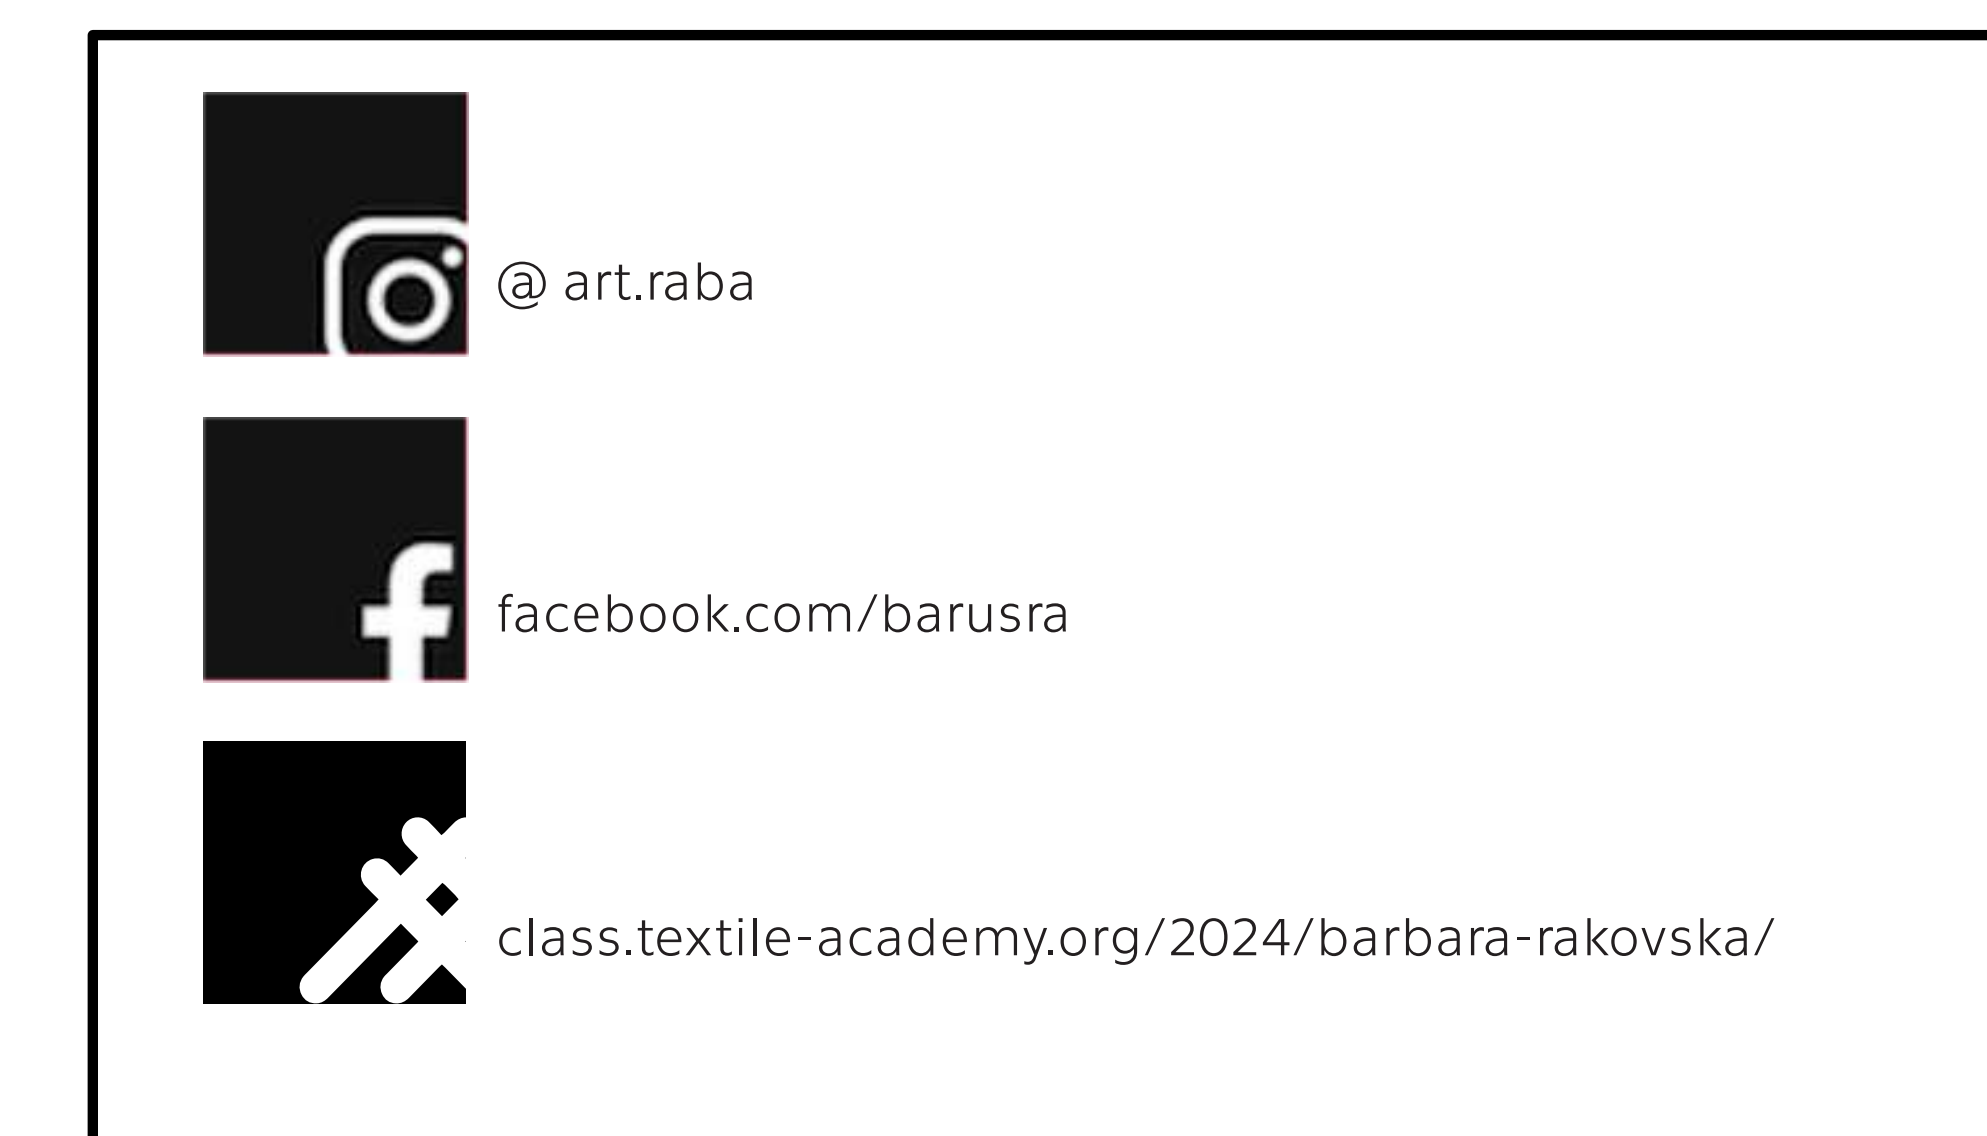 @ art.raba
facebook.com/barusra
class.textile-academy.org/2024/barbara-rakovska/